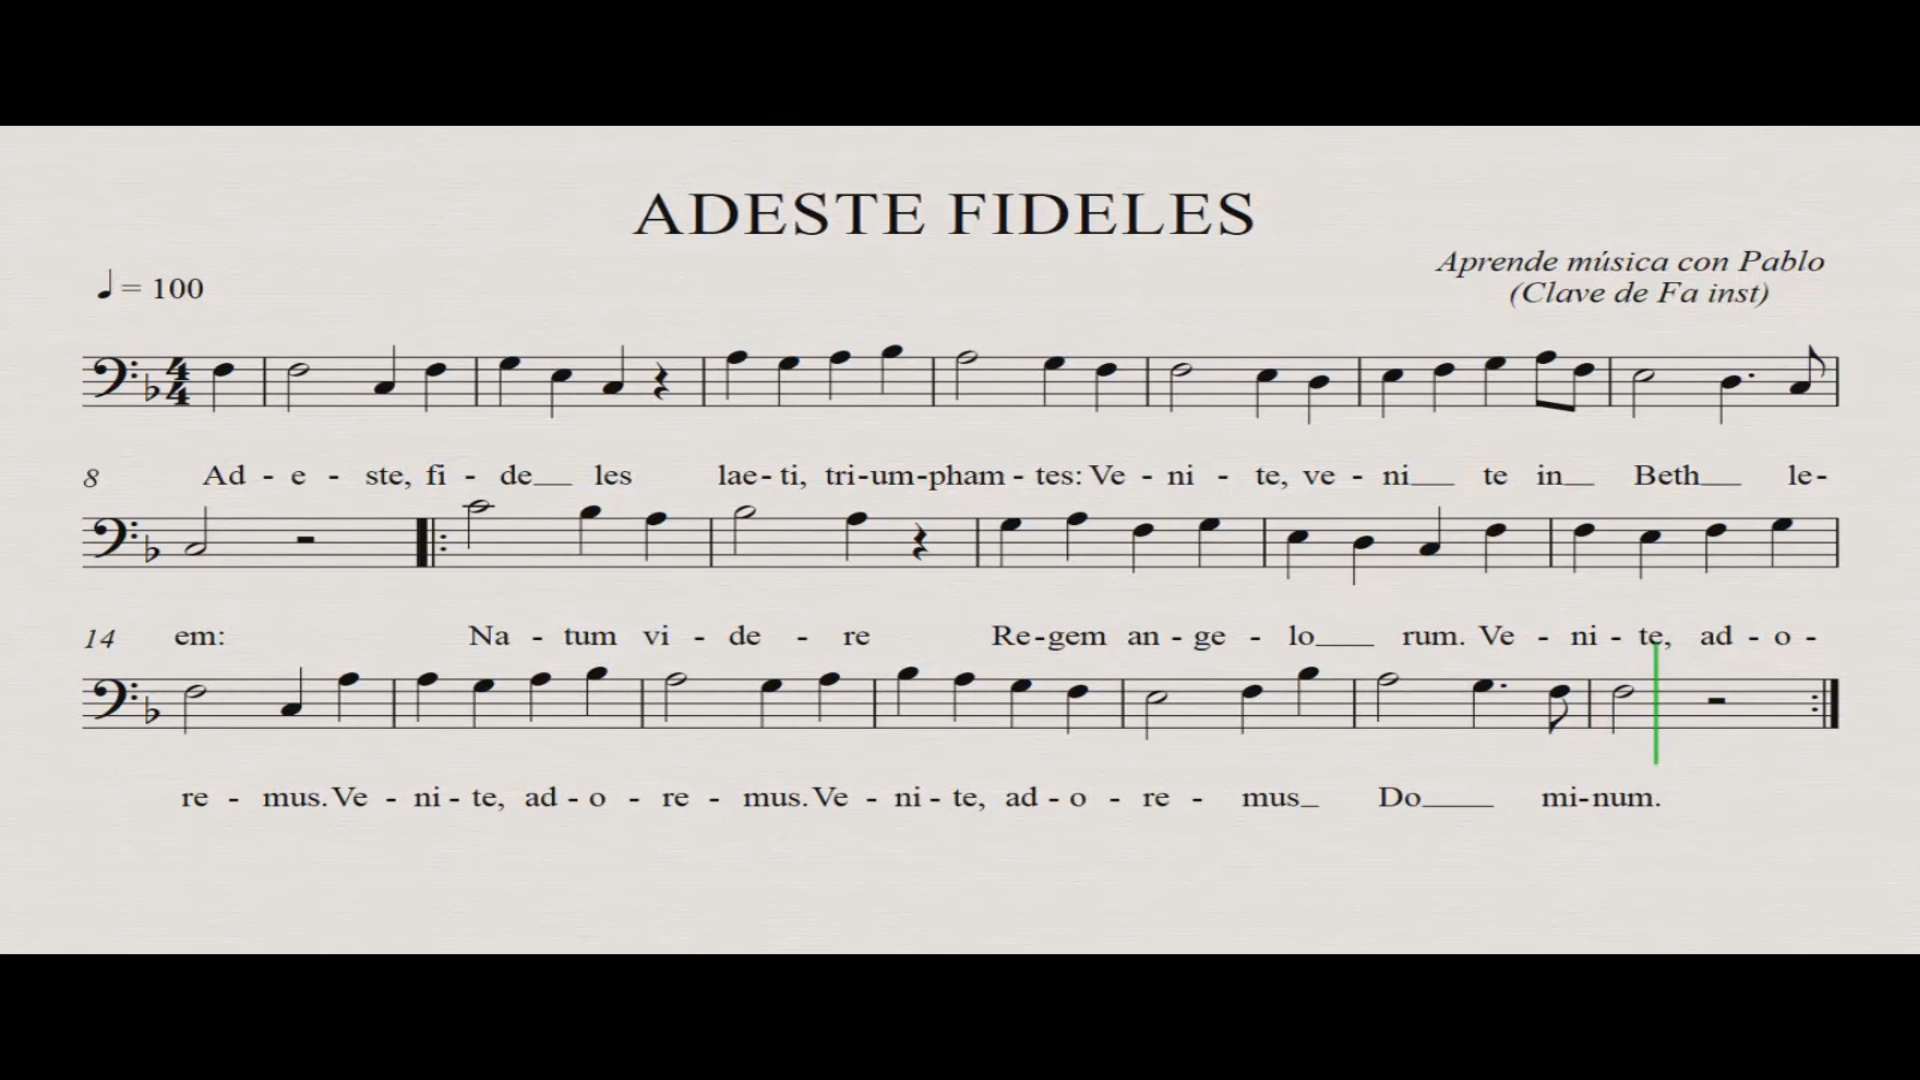 ADESTE FIDELES
Aprende música con Pablo
♩ = 100
(Clave de Fa inst)
Ad - e - ste, fi - de__ les lae - ti, tri-um-pham - tes: Ve - ni - te, ve - ni__ te in__ Beth__ le-
8
em: Na - tum vi - de - re Re-gem an - ge - lo__ rum. Ve - ni - te, ad - o -
14
re - mus. Ve - ni - te, ad - o - re - mus. Ve - ni - te, ad - o - re - mus_ Do__ mi-num.